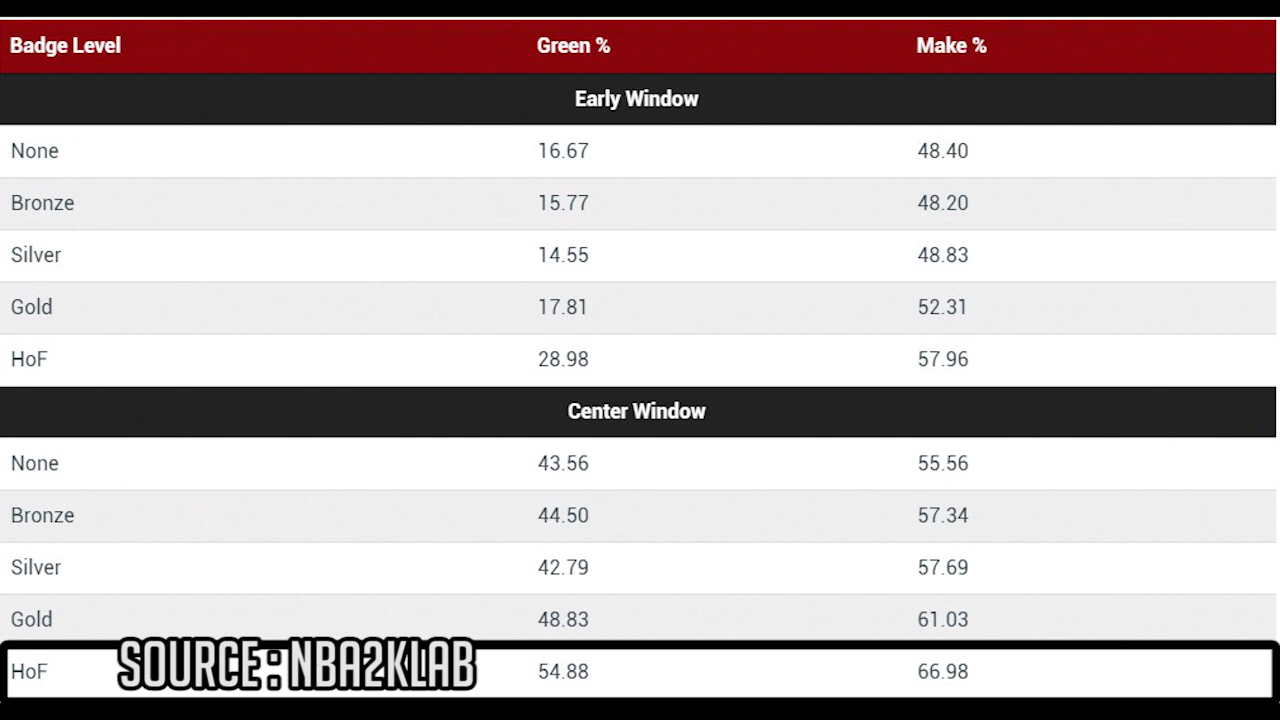 Badge Level Green % Make %
Early Window
None 16.67 48.40
Bronze 15.77 48.20
Silver 14.55 48.83
Gold 17.81 52.31
HoF 28.98 57.96
Center Window
None 43.56 55.56
Bronze 44.50 57.34
Silver 42.79 57.69
Gold 48.83 61.03
HoF 54.88 66.98
SOURCE: NBA2KLAB